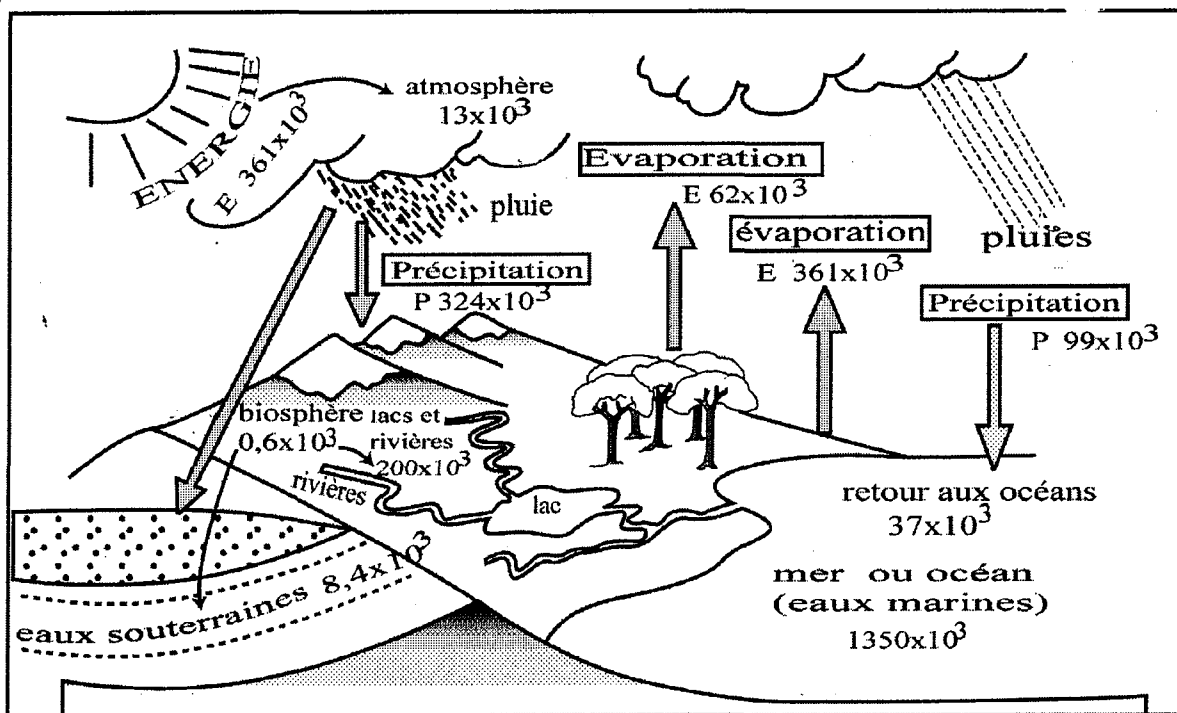 ENERGIE
E 361x10³
atmosphère
13x10³
pluie
Précipitation
P 324x10³
Evaporation
E 62x10³
évaporation
E 361x10³
pluies
Précipitation
P 99x10³
biosphère
0,6x10³
lacs et
rivières
200x10³
rivières
lac
retour aux océans
37x10³
mer ou océan
(eaux marines)
1350x10³
eaux souterraines 8,4x10³